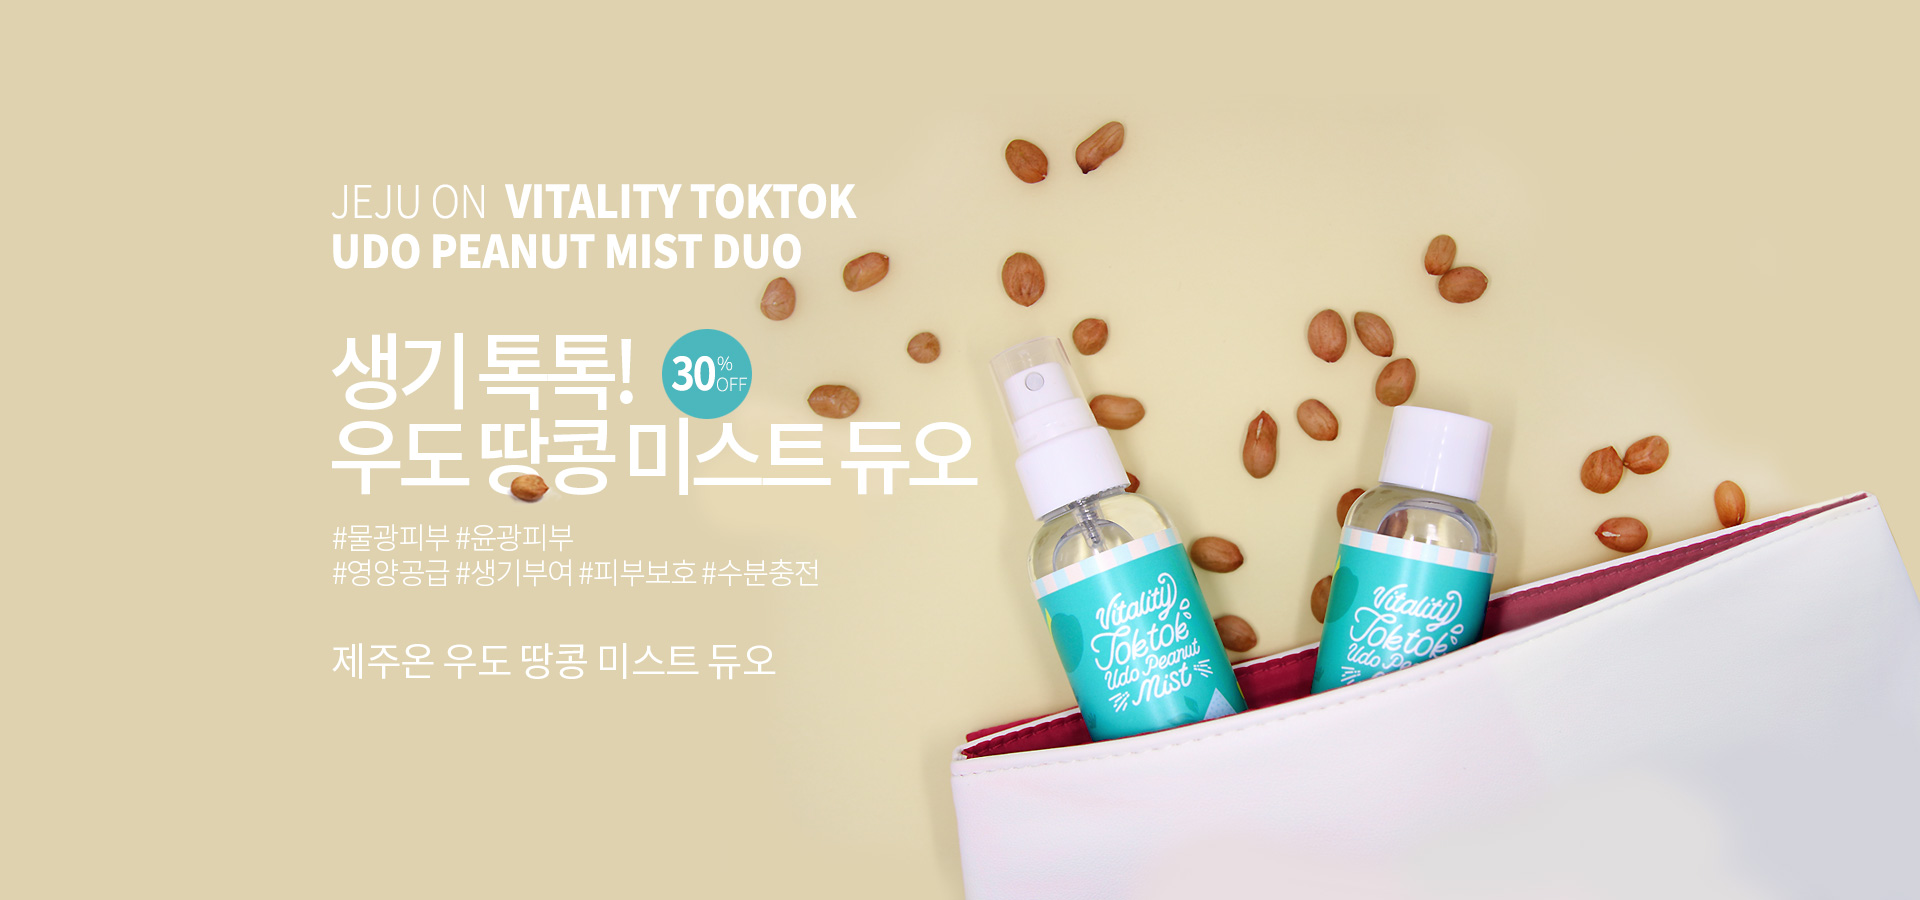 JEJU ON VITALITY TOKTOK
UDO PEANUT MIST DUO
생기 톡톡!
30% OFF
우도 땅콩 미스트 듀오
#물광피부 #윤광피부
#영양공급 #생기부여 #피부보호 #수분충전
제주온 우도 땅콩 미스트 듀오
Vitality
Toktok
Udo Peanut
Mist
Vitality
Toktok
Udo